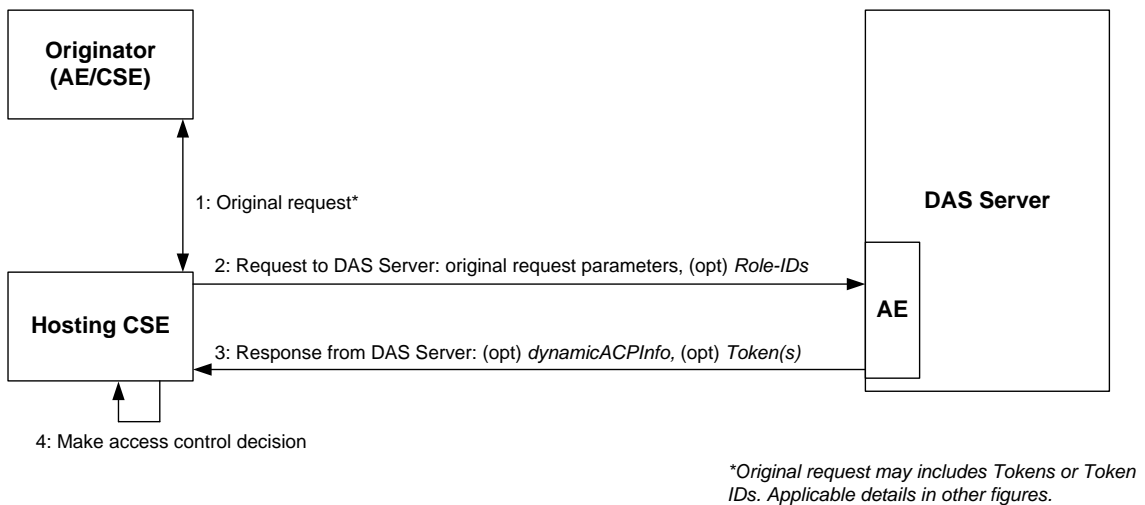 Originator
(AE/CSE)
1: Original request*
DAS Server
2: Request to DAS Server: original request parameters, (opt) Role-IDs
Hosting CSE
AE
3: Response from DAS Server: (opt) dynamicACPInfo, (opt) Token(s)
4: Make access control decision
*Original request may includes Tokens or Token
IDs. Applicable details in other figures.